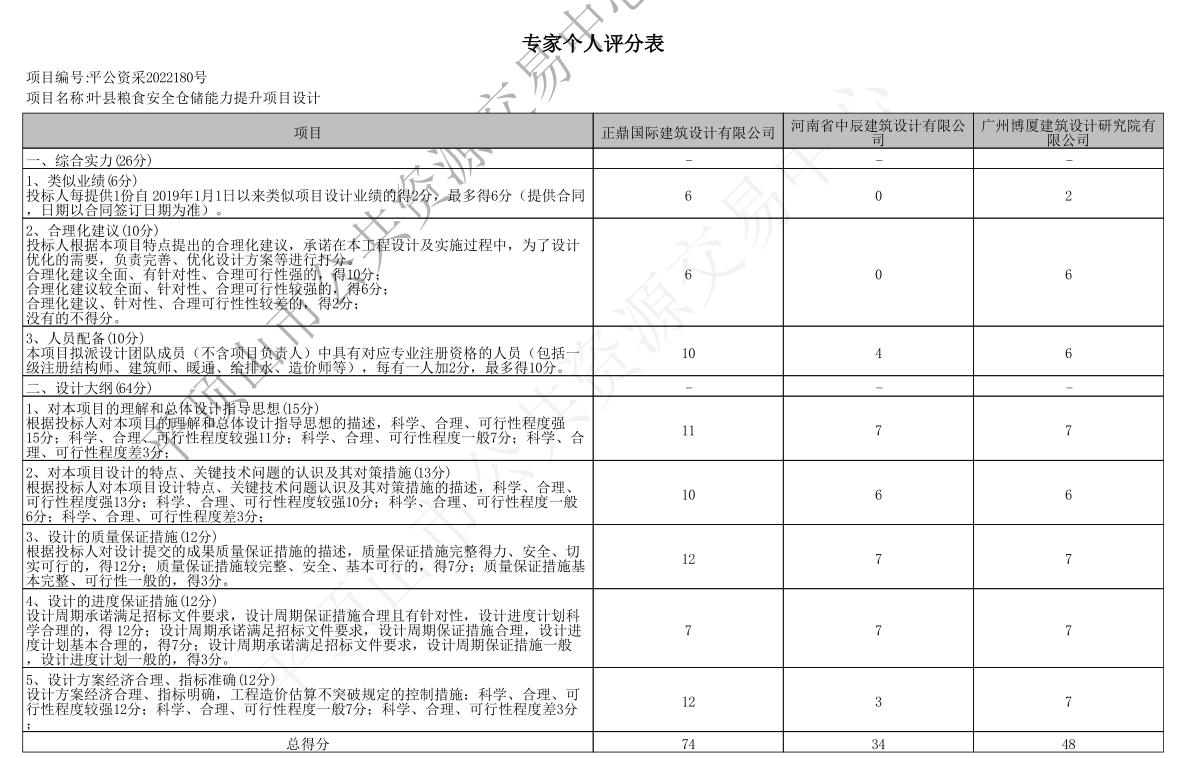 专家个人评分表
项目编号:平公资采2022180号
项目名称:叶县粮食安全仓储能力提升项目设计
项目
正鼎国际建筑设计有限公司
河南省中辰建筑设计有限公
司
广州博厦建筑设计研究院有
限公司
一、综合实力(26分)
-
-
-
1、类似业绩(6分)
投标人每提供1份自 2019年1月1日以来类似项目设计业绩的得2分，最多得6分（提供合同
，日期以合同签订日期为准）。
6
0
2
2、合理化建议(10分)
投标人根据本项目特点提出的合理化建议，承诺在本工程设计及实施过程中，为了设计
优化的需要，负责完善、优化设计方案等进行打分。
合理化建议全面、有针对性、合理可行性强的，得10分；
合理化建议较全面、针对性、合理可行性较强的，得6分；
合理化建议、针对性、合理可行性性较差的，得2分；
没有的不得分。
6
0
6
3、人员配备(10分)
本项目拟派设计团队成员（不含项目负责人）中具有对应专业注册资格的人员（包括一
级注册结构师、建筑师、暖通、给排水、造价师等），每有一人加2分，最多得10分。
10
4
6
二、设计大纲(64分)
-
-
-
1、对本项目的理解和总体设计指导思想(15分)
根据投标人对本项目的理解和总体设计指导思想的描述，科学、合理、可行性程度强
15分；科学、合理、可行性程度较强11分；科学、合理、可行性程度一般7分；科学、合
理、可行性程度差3分；
11
7
7
2、对本项目设计的特点、关键技术问题的认识及其对策措施(13分)
根据投标人对本项目设计特点、关键技术问题认识及其对策措施的描述，科学、合理、
可行性程度强13分；科学、合理、可行性程度较强10分；科学、合理、可行性程度一般
6分；科学、合理、可行性程度差3分；
10
6
6
3、设计的质量保证措施(12分)
根据投标人对设计提交的成果质量保证措施的描述，质量保证措施完整得力、安全、切
实可行的，得12分；质量保证措施较完整、安全、基本可行的，得7分；质量保证措施基
本完整、可行性一般的，得3分。
12
7
7
4、设计的进度保证措施(12分)
设计周期承诺满足招标文件要求，设计周期保证措施合理且有针对性，设计进度计划科
学合理的，得 12分；设计周期承诺满足招标文件要求，设计周期保证措施合理，设计进
度计划基本合理的，得7分；设计周期承诺满足招标文件要求，设计周期保证措施一般
，设计进度计划一般的，得3分。
7
7
7
5、设计方案经济合理、指标准确(12分)
设计方案经济合理、指标明确，工程造价估算不突破规定的控制措施：科学、合理、可
行性程度较强12分；科学、合理、可行性程度一般7分；科学、合理、可行性程度差3分
；
12
3
7
总得分
74
34
48
平顶山市公共资源交易中心
平顶山市公共资源交易中心